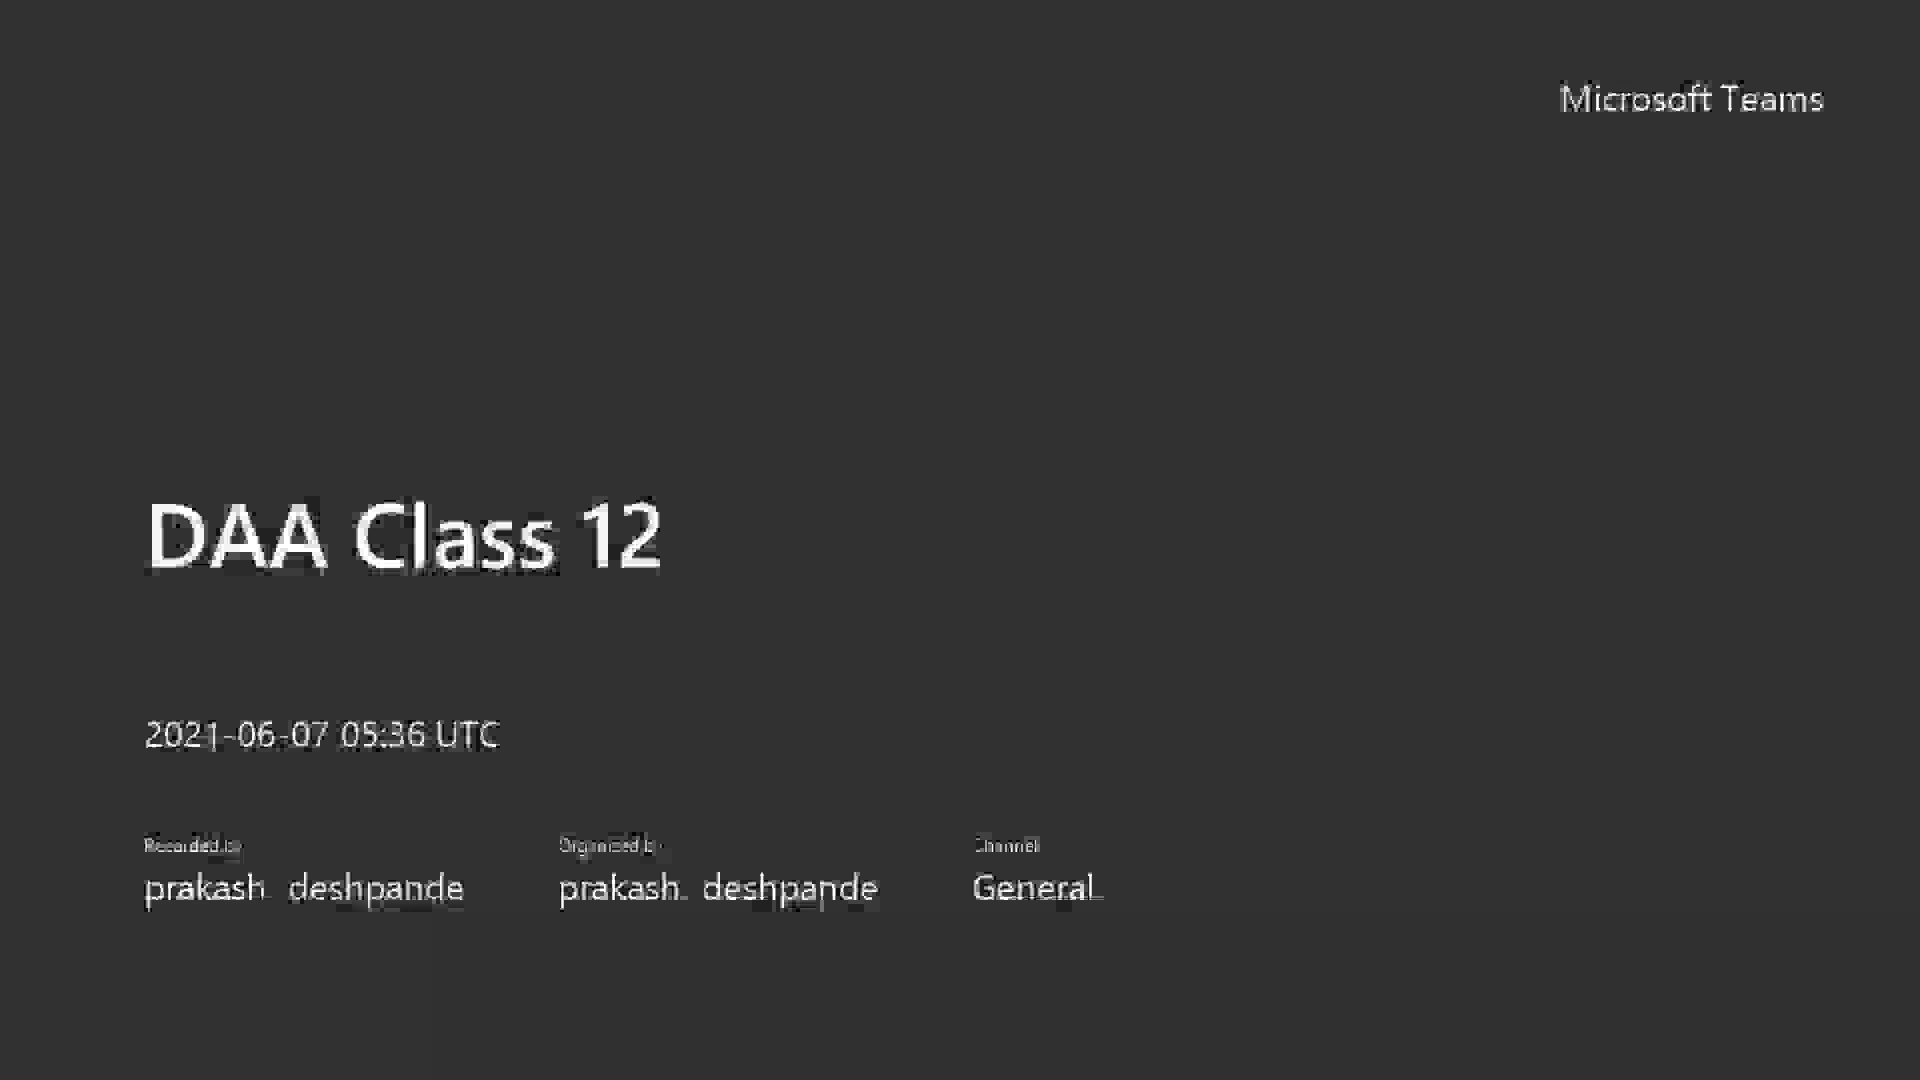 Microsoft Teams
DAA Class 12
2021-06-07 05:36 UTC
Recorded by Organized by Channel
prakash deshpande prakash deshpande General